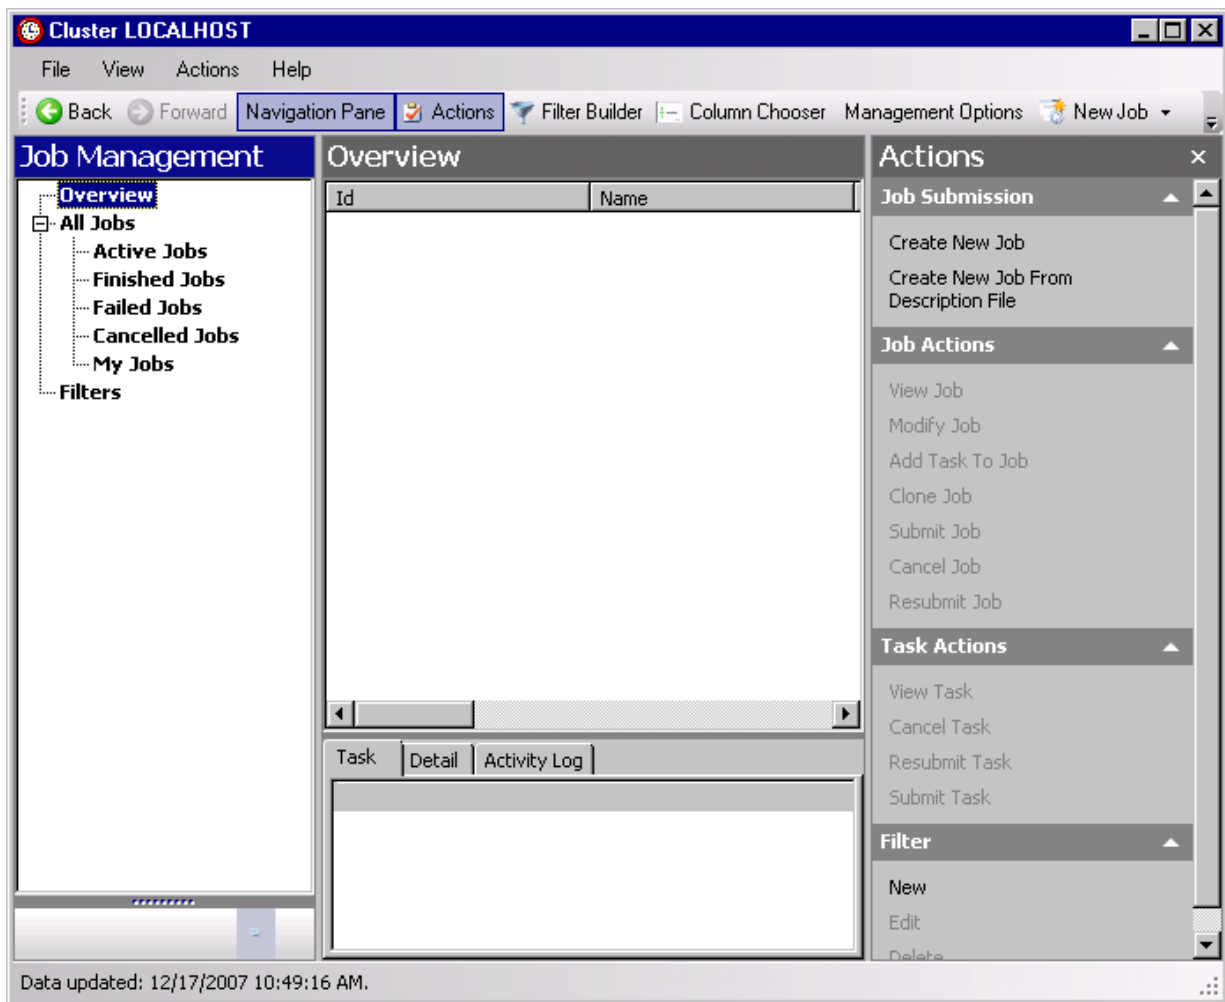 Cluster LOCALHOST
File View Actions Help
Back Forward Navigation Pane Actions Filter Builder Column Chooser Management Options New Job
Job Management
Overview
All Jobs
Active Jobs
Finished Jobs
Failed Jobs
Cancelled Jobs
My Jobs
Filters
Overview
Id Name
Task Detail Activity Log
Actions
Job Submission
Create New Job
Create New Job From
Description File
Job Actions
View Job
Modify Job
Add Task To Job
Clone Job
Submit Job
Cancel Job
Resubmit Job
Task Actions
View Task
Cancel Task
Resubmit Task
Submit Task
Filter
New
Edit
Delete
Data updated: 12/17/2007 10:49:16 AM.